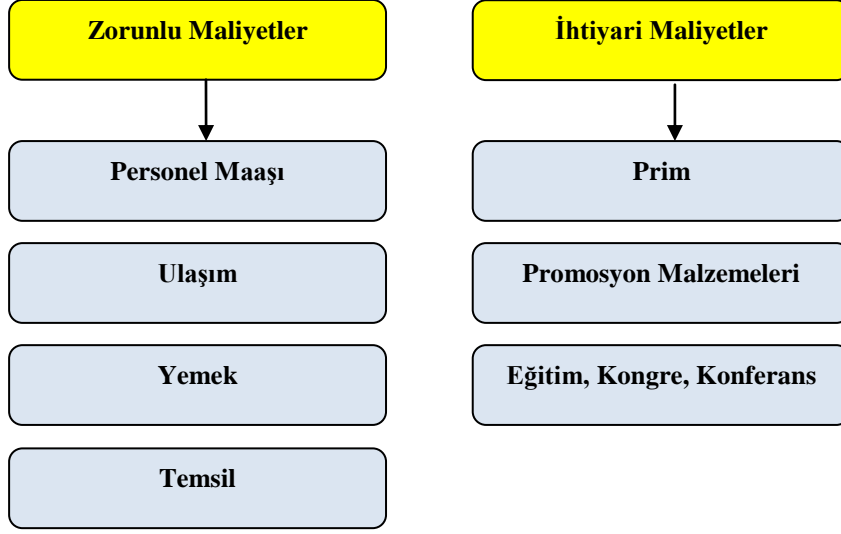 Zorunlu Maliyetler
Personel Maaşı
Ulaşım
Yemek
Temsil
İhtiyari Maliyetler
Prim
Promosyon Malzemeleri
Eğitim, Kongre, Konferans